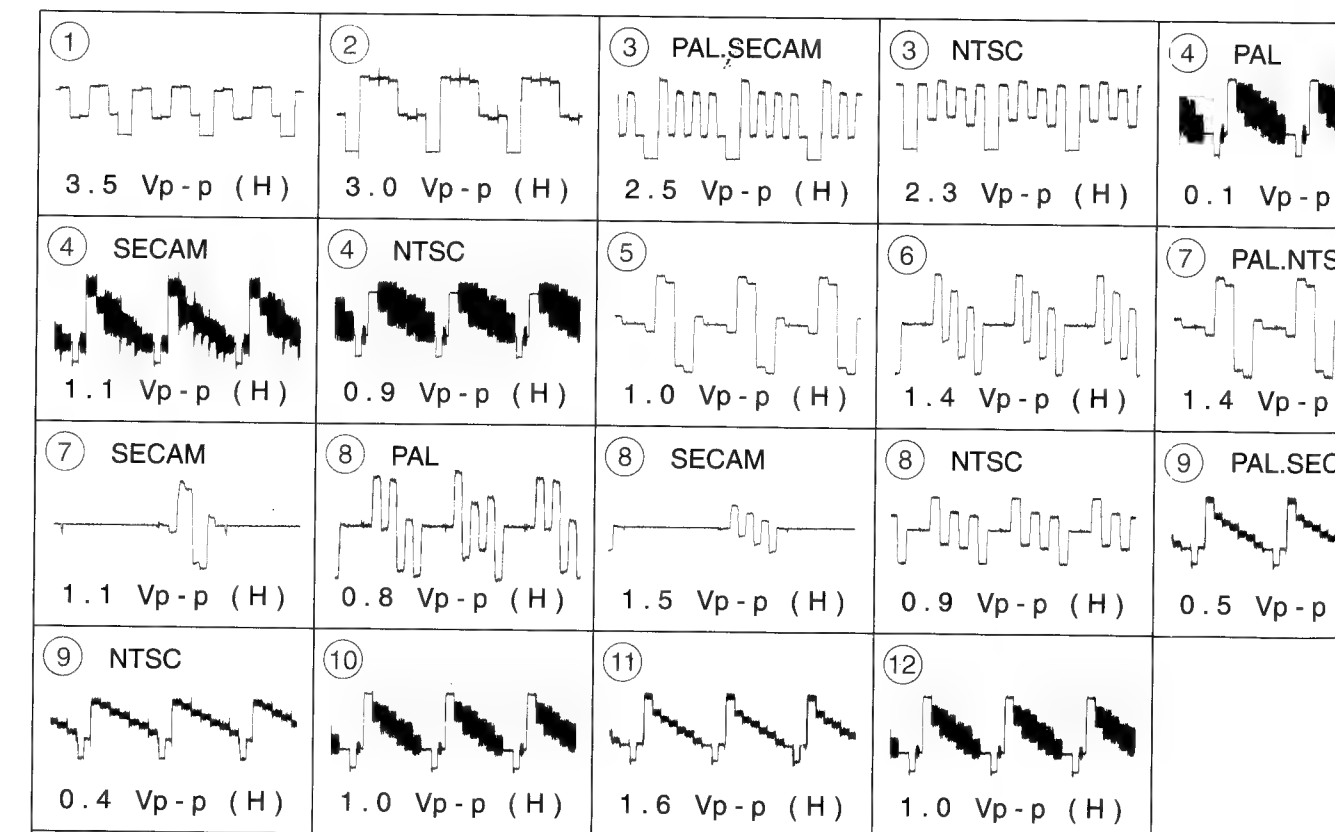 ① ② ③ PAL.SECAM ③ NTSC ④ PAL
3.5 Vp-p (H) 3.0 Vp-p (H) 2.5 Vp-p (H) 2.3 Vp-p (H) 0.1 Vp-p
④ SECAM ④ NTSC ⑤ ⑥ ⑦ PAL.NTS
1.1 Vp-p (H) 0.9 Vp-p (H) 1.0 Vp-p (H) 1.4 Vp-p (H) 1.4 Vp-p
⑦ SECAM ⑧ PAL ⑧ SECAM ⑧ NTSC ⑨ PAL.SEC
1.1 Vp-p (H) 0.8 Vp-p (H) 1.5 Vp-p (H) 0.9 Vp-p (H) 0.5 Vp-p
⑨ NTSC ⑩ ⑪ ⑫
0.4 Vp-p (H) 1.0 Vp-p (H) 1.6 Vp-p (H) 1.0 Vp-p (H)